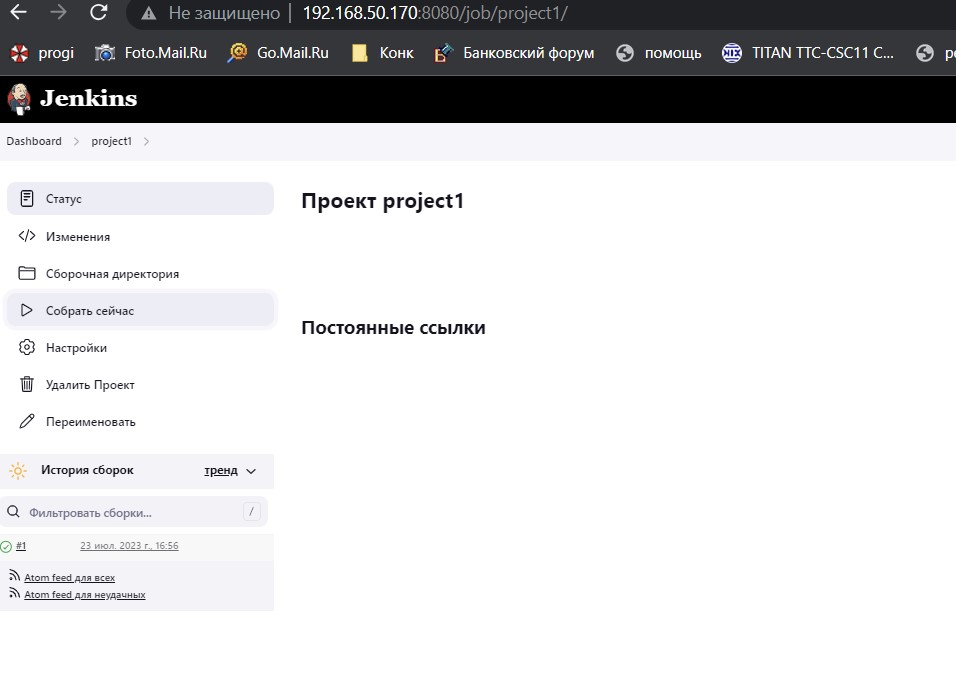 Не защищено 192.168.50.170:8080/job/project1/
progi Foto.Mail.Ru Go.Mail.Ru Конк Банковский форум помощь TITAN TTC-CSC11 C...
Jenkins
Dashboard project1
Статус
Изменения
Сборочная директория
Собрать сейчас
Настройки
Удалить Проект
Переименовать
История сборок тренд
Фильтровать сборки... /
#1 23 июл. 2023 г., 16:56
Atom feed для всех
Atom feed для неудачных
Проект project1
Постоянные ссылки